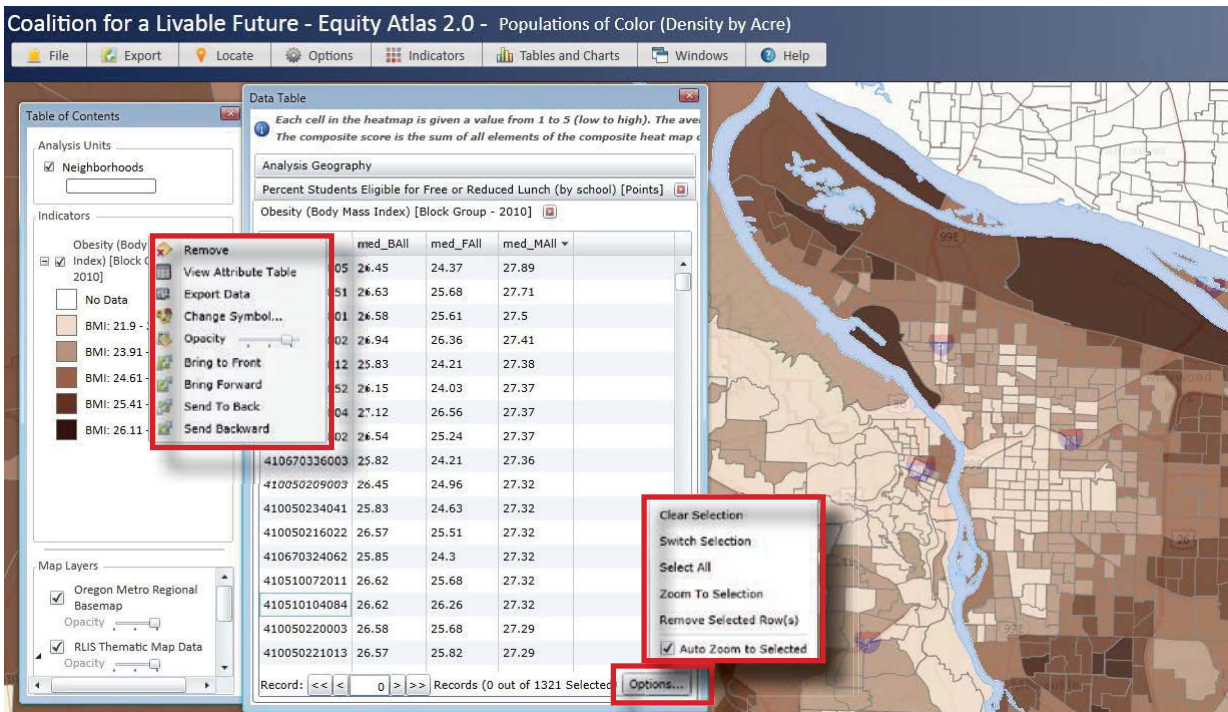 Coalition for a Livable Future - Equity Atlas 2.0 - Populations of Color (Density by Acre)
File Export Locate Options Indicators Tables and Charts Windows Help
Table of Contents
Analysis Units
Neighborhoods
Indicators
Obesity (Body
Index) [Block
2010]
No Data
BMI: 21.9 -
BMI: 23.91 -
BMI: 24.61 -
BMI: 25.41 -
BMI: 26.11 -
Map Layers
Oregon Metro Regional
Basemap
Opacity
RLIS Thematic Map Data
Opacity
Remove
View Attribute Table
Export Data
Change Symbol...
Opacity
Bring to Front
Bring Forward
Send To Back
Send Backward
Data Table
Each cell in the heatmap is given a value from 1 to 5 (low to high). The
The composite score is the sum of all elements of the composite heat map
Analysis Geography
Percent Students Eligible for Free or Reduced Lunch (by school) [Points]
Obesity (Body Mass Index) [Block Group - 2010]
med_BAll med_FAll med_MAll
005 26.45 24.37 27.89
051 26.63 25.68 27.71
001 26.58 25.61 27.5
002 26.94 26.36 27.41
012 25.83 24.21 27.38
052 26.15 24.03 27.37
004 27.12 26.56 27.37
002 26.54 25.24 27.37
410670336003 25.82 24.21 27.36
410050209003 26.45 24.96 27.32
410050234041 25.83 24.63 27.32
410050216022 26.57 25.51 27.32
410670324062 25.85 24.3 27.32
410510072011 26.62 25.68 27.32
410510104084 26.62 26.26 27.32
410050220003 26.58 25.68 27.29
410050221013 26.57 25.82 27.29
Record: << < 0 > >> Records (0 out of 1321 Selected) Options...
Clear Selection
Switch Selection
Select All
Zoom To Selection
Remove Selected Row(s)
Auto Zoom to Selected
99E
26